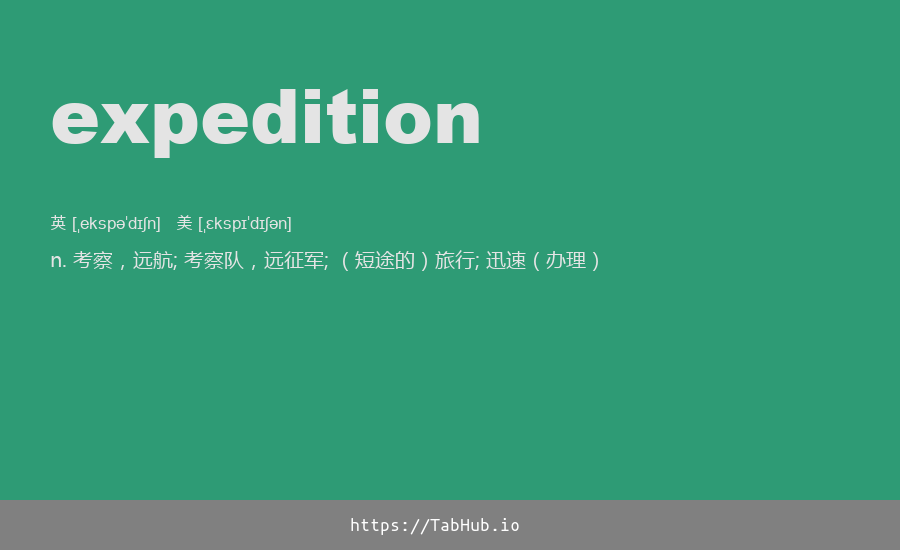 expedition
英 [ˌekspəˈdɪʃn] 美 [ˌɛkspɪˈdɪʃən]
n. 考察，远航; 考察队，远征军; （短途的）旅行; 迅速（办理）
https://TabHub.io